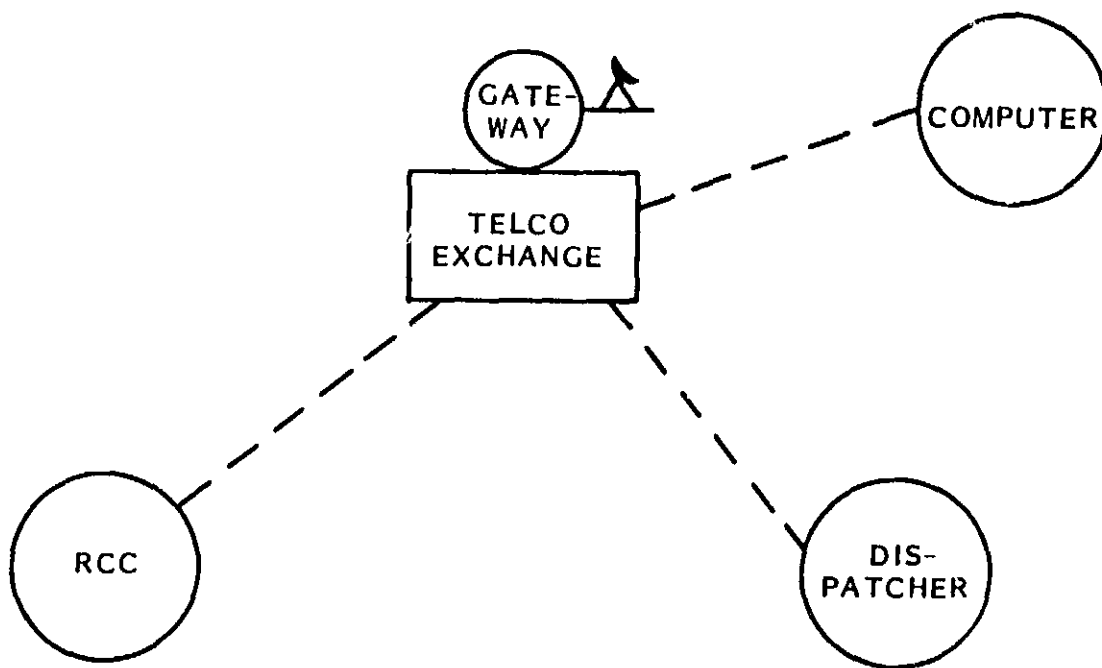 GATE-
WAY
COMPUTER
TELCO
EXCHANGE
RCC
DIS-
PATCHER